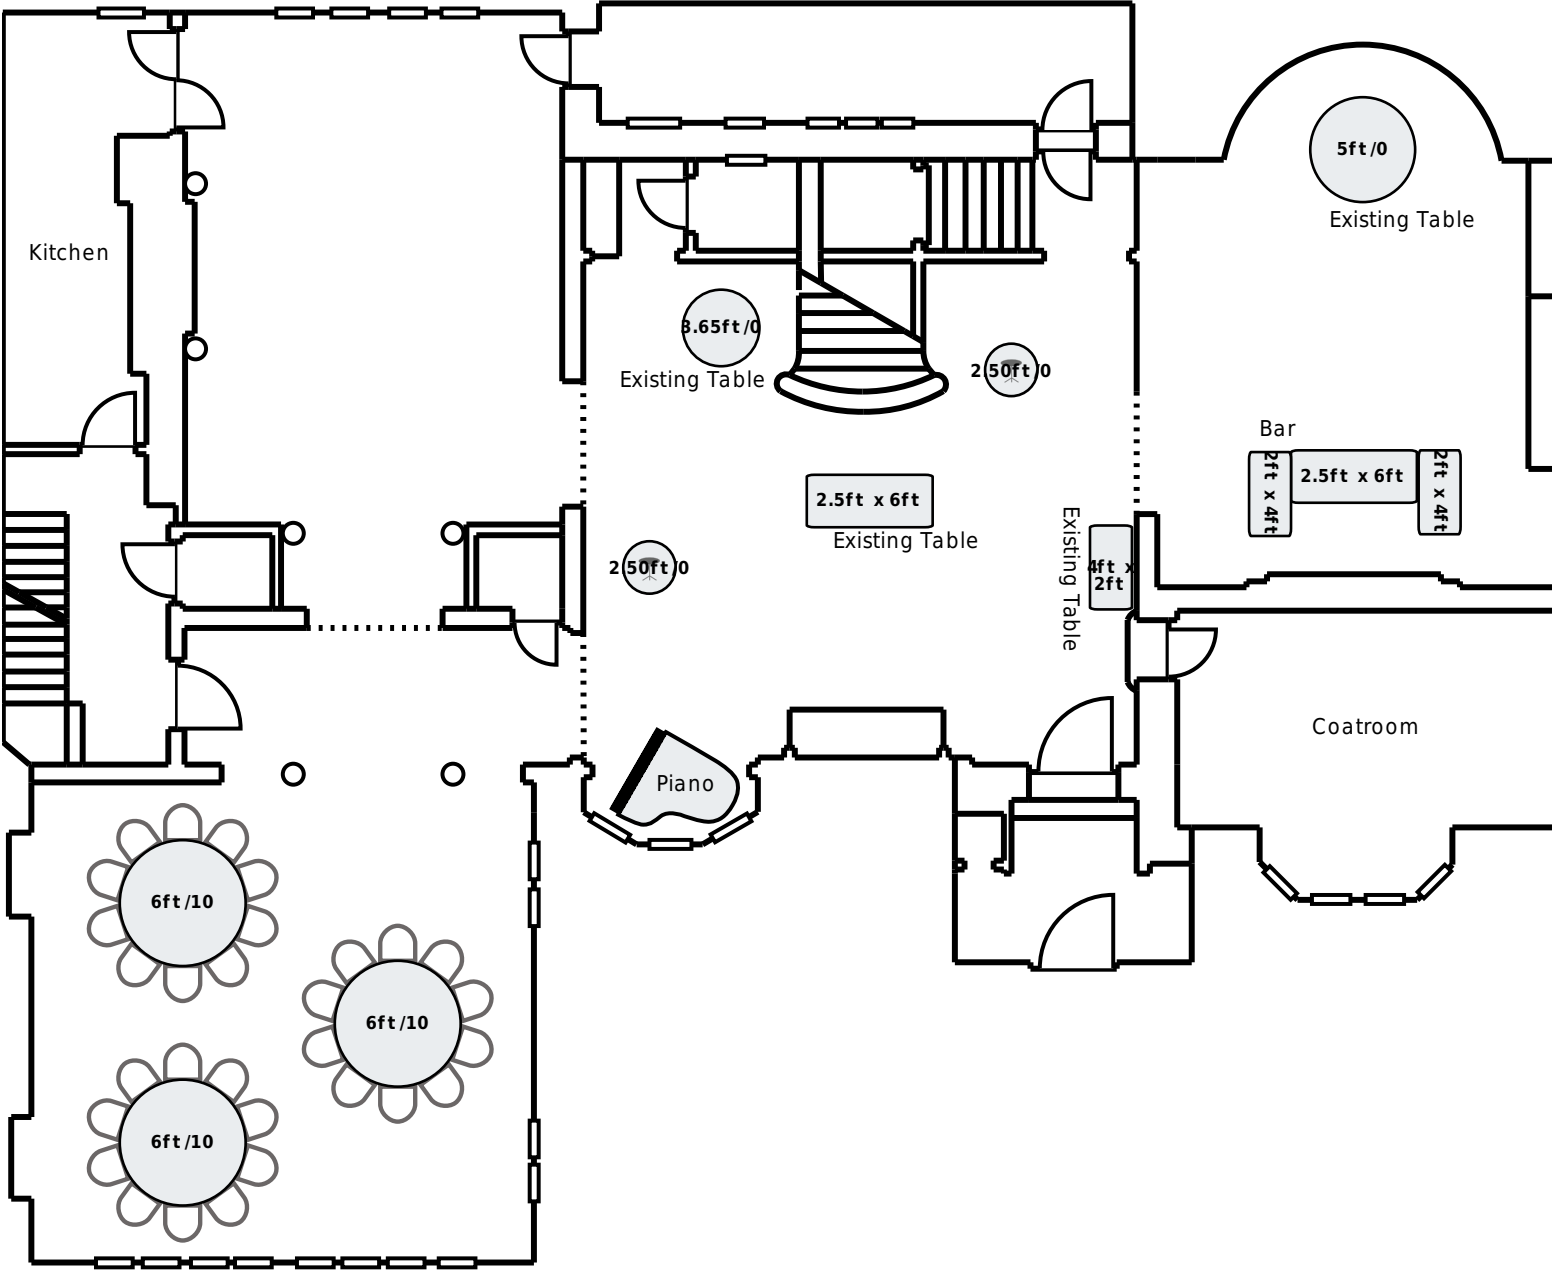 5ft/0
Existing Table
Kitchen
3.65ft/0
Existing Table
2.50ft/0
Bar
2ft x 4ft
2.5ft x 6ft
2ft x 4ft
2.5ft x 6ft
Existing Table
Existing Table
4ft x
2ft
2.50ft/0
Coatroom
Piano
6ft/10
6ft/10
6ft/10